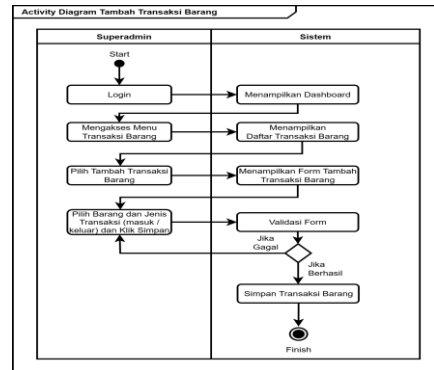 Activity Diagram Tambah Transaksi Barang
Superadmin
Sistem
Start
Login
Menampilkan Dashboard
Mengakses Menu
Transaksi Barang
Menampilkan
Daftar Transaksi Barang
Pilih Tambah Transaksi
Barang
Menampilkan Form Tambah
Transaksi Barang
Pilih Barang dan Jenis
Transaksi (masuk /
keluar) dan Klik Simpan
Validasi Form
Jika
Gagal
Jika
Berhasil
Simpan Transaksi Barang
Finish